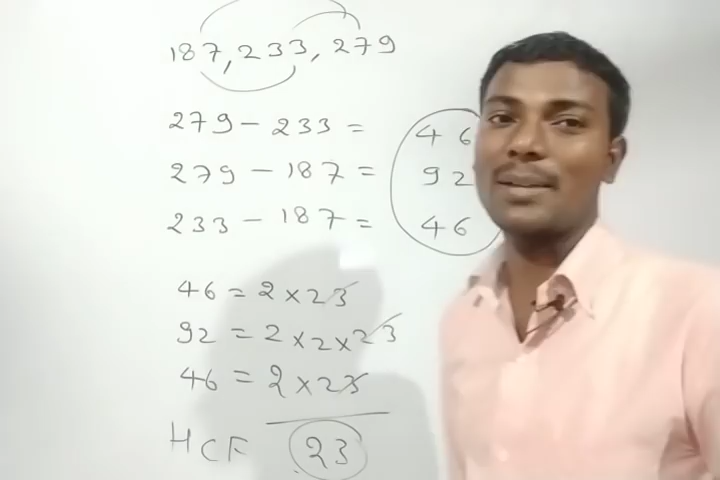 187, 233, 279
279 - 233 = 46
279 - 187 = 92
233 - 187 = 46
46 = 2 × 23
92 = 2 × 2 × 23
46 = 2 × 23
HCF 23